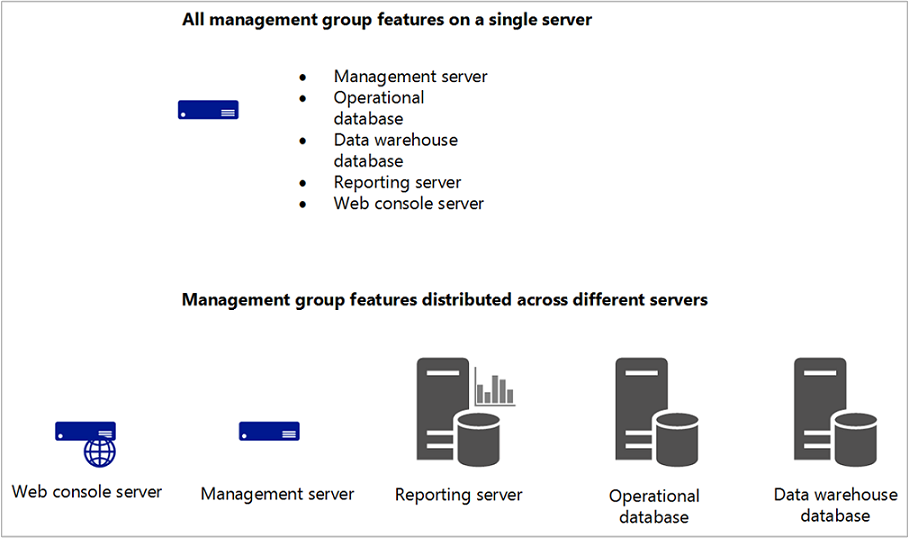 All management group features on a single server
• Management server
• Operational
database
• Data warehouse
database
• Reporting server
• Web console server
Management group features distributed across different servers
Web console server
Management server
Reporting server
Operational
database
Data warehouse
database